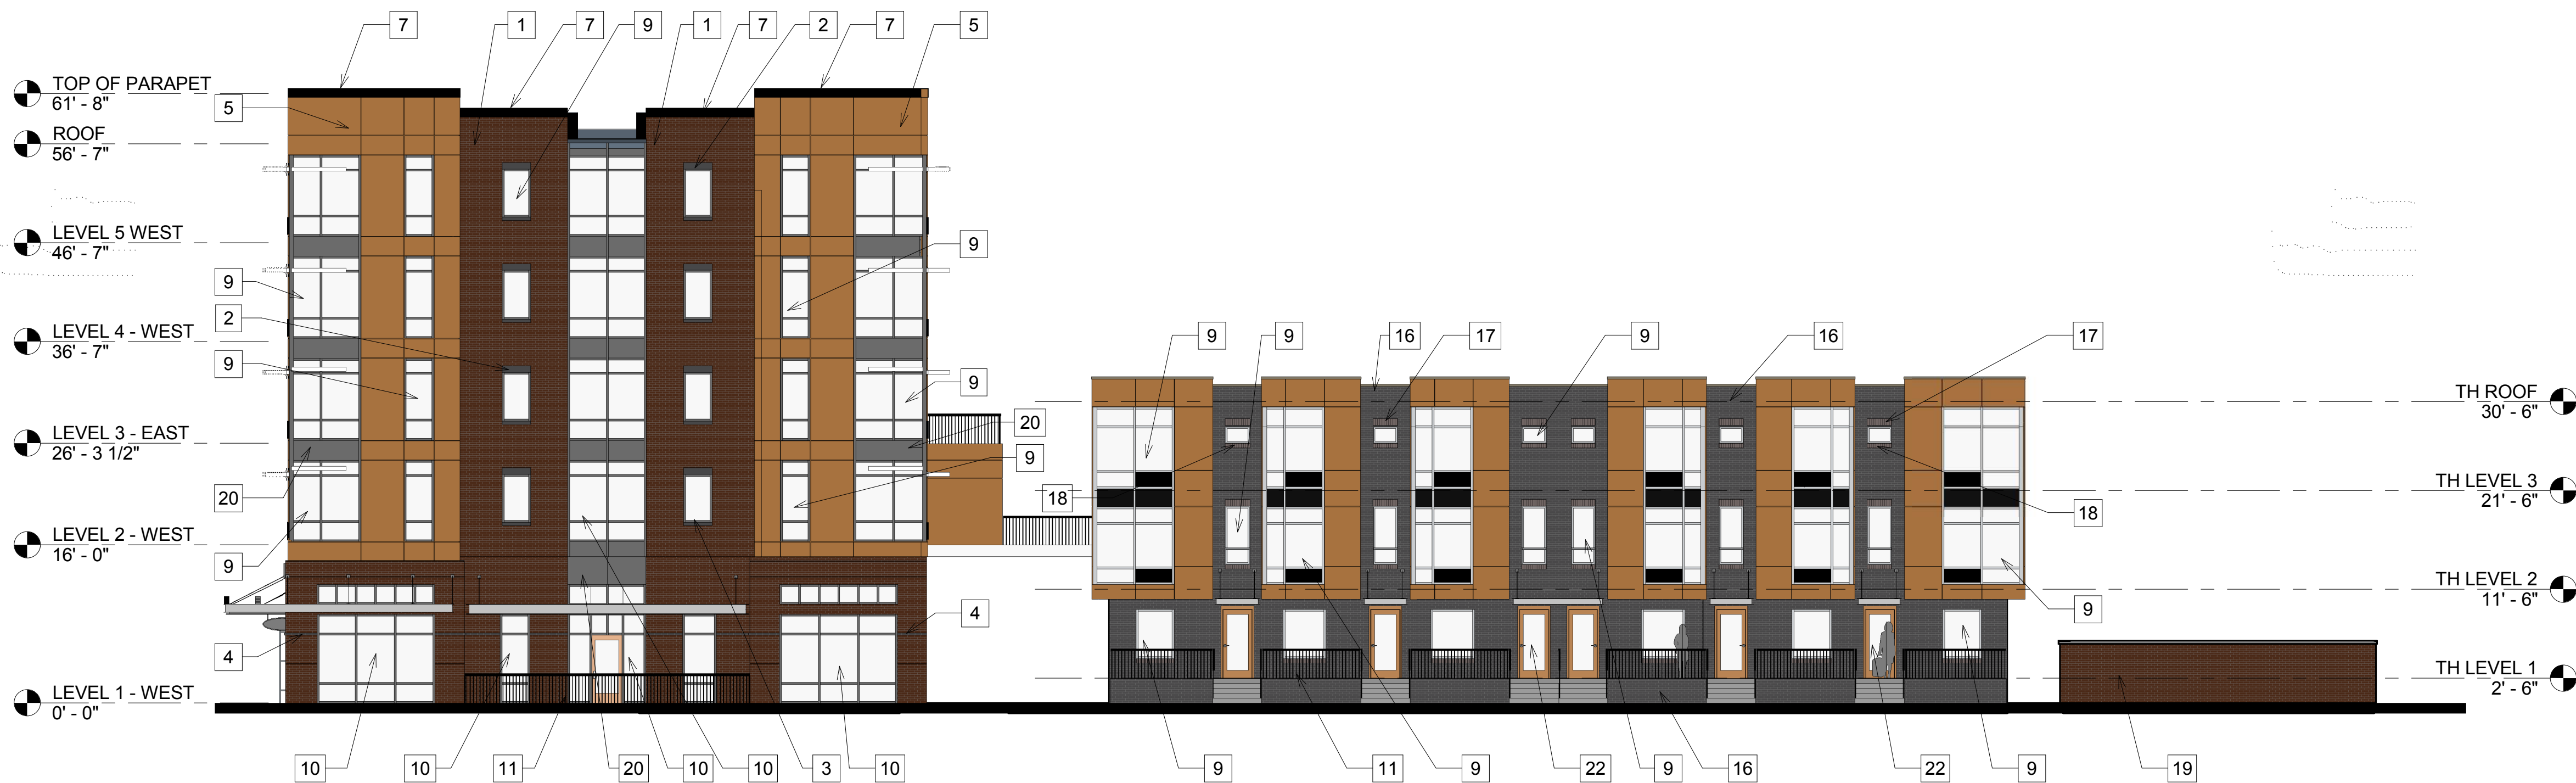 7
1
7
9
1
7
2
7
5
TOP OF PARAPET
61' - 8"
5
ROOF
56' - 7"
LEVEL 5 WEST
46' - 7"
9
9
2
LEVEL 4 - WEST
36' - 7"
9
9
9
9
16
17
9
16
17
TH ROOF
30' - 6"
LEVEL 3 - EAST
26' - 3 1/2"
20
9
20
18
TH LEVEL 3
21' - 6"
18
LEVEL 2 - WEST
16' - 0"
9
TH LEVEL 2
11' - 6"
9
4
4
LEVEL 1 - WEST
0' - 0"
TH LEVEL 1
2' - 6"
10
10
11
20
10
10
3
10
9
11
9
22
9
16
22
9
19